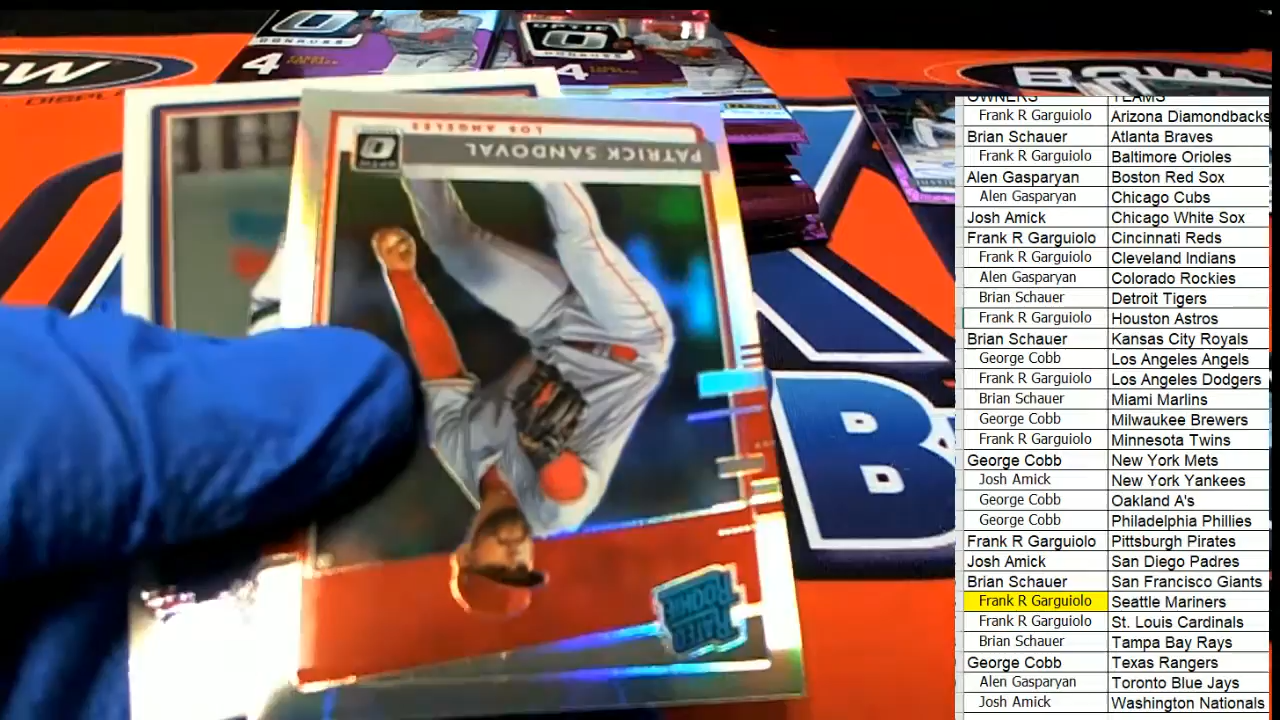 OPTIC
DONRUSS
4
DONRUSS
4
DISPL
LOS ANGELES
OPTIC
PATRICK SANDOVAL
RATED
ROOKIE
B
OWNERS TEAMS
Frank R Garguiolo Arizona Diamondbacks
Brian Schauer Atlanta Braves
Frank R Garguiolo Baltimore Orioles
Alen Gasparyan Boston Red Sox
Alen Gasparyan Chicago Cubs
Josh Amick Chicago White Sox
Frank R Garguiolo Cincinnati Reds
Frank R Garguiolo Cleveland Indians
Alen Gasparyan Colorado Rockies
Brian Schauer Detroit Tigers
Frank R Garguiolo Houston Astros
Brian Schauer Kansas City Royals
George Cobb Los Angeles Angels
Frank R Garguiolo Los Angeles Dodgers
Brian Schauer Miami Marlins
George Cobb Milwaukee Brewers
Frank R Garguiolo Minnesota Twins
George Cobb New York Mets
Josh Amick New York Yankees
George Cobb Oakland A's
George Cobb Philadelphia Phillies
Frank R Garguiolo Pittsburgh Pirates
Josh Amick San Diego Padres
Brian Schauer San Francisco Giants
Frank R Garguiolo Seattle Mariners
Frank R Garguiolo St. Louis Cardinals
Brian Schauer Tampa Bay Rays
George Cobb Texas Rangers
Alen Gasparyan Toronto Blue Jays
Josh Amick Washington Nationals